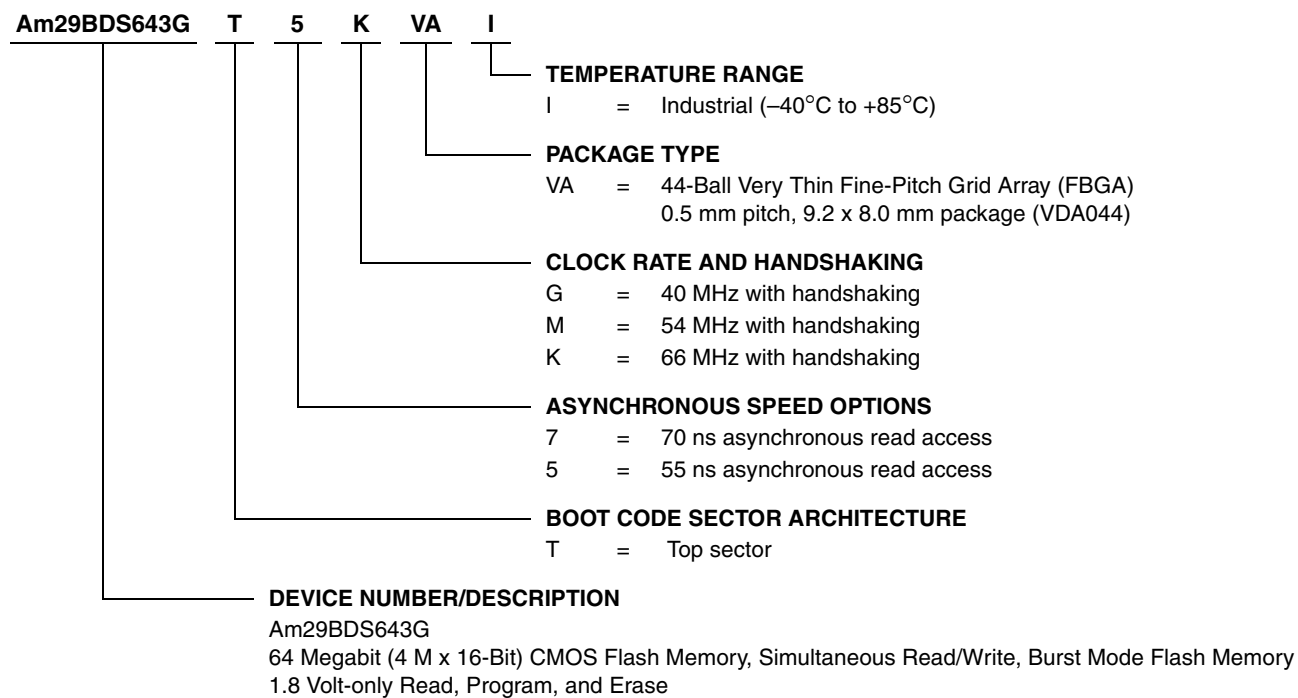 Am29BDS643G T 5 K VA I
TEMPERATURE RANGE
I = Industrial (–40°C to +85°C)
PACKAGE TYPE
VA = 44-Ball Very Thin Fine-Pitch Grid Array (FBGA)
0.5 mm pitch, 9.2 x 8.0 mm package (VDA044)
CLOCK RATE AND HANDSHAKING
G = 40 MHz with handshaking
M = 54 MHz with handshaking
K = 66 MHz with handshaking
ASYNCHRONOUS SPEED OPTIONS
7 = 70 ns asynchronous read access
5 = 55 ns asynchronous read access
BOOT CODE SECTOR ARCHITECTURE
T = Top sector
DEVICE NUMBER/DESCRIPTION
Am29BDS643G
64 Megabit (4 M x 16-Bit) CMOS Flash Memory, Simultaneous Read/Write, Burst Mode Flash Memory
1.8 Volt-only Read, Program, and Erase